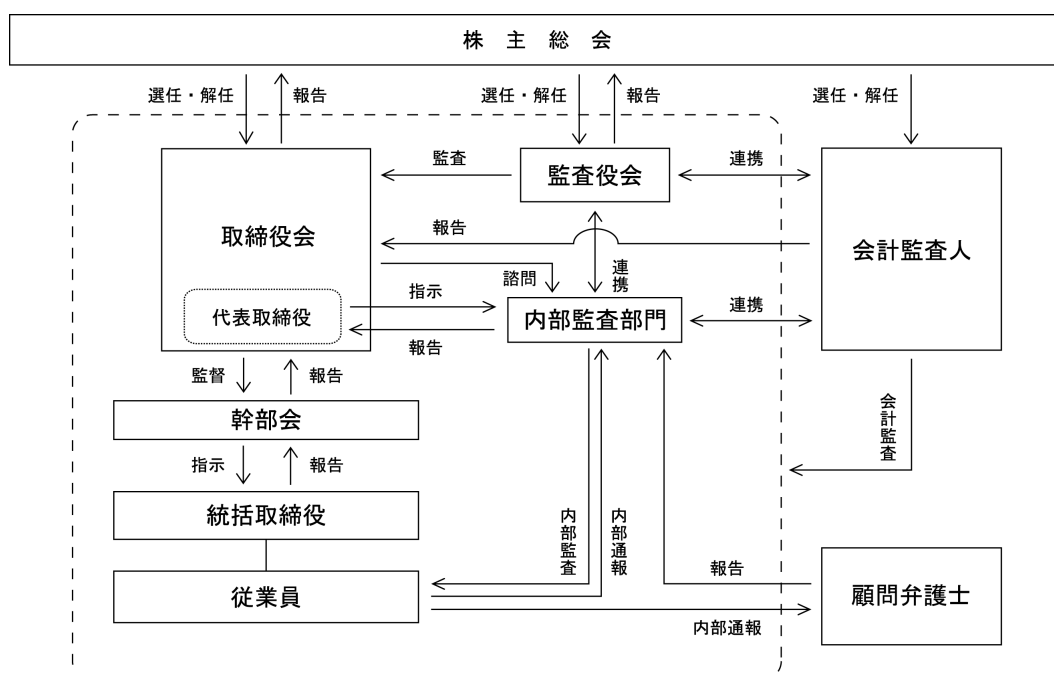 株主総会
選任・解任
報告
選任・解任
報告
選任・解任
取締役会
監査
監査役会
連携
会計監査人
報告
諮問
連携
代表取締役
指示
報告
内部監査部門
連携
監督
報告
幹部会
会計監査
指示
報告
統括取締役
内部監査
内部通報
従業員
報告
顧問弁護士
内部通報